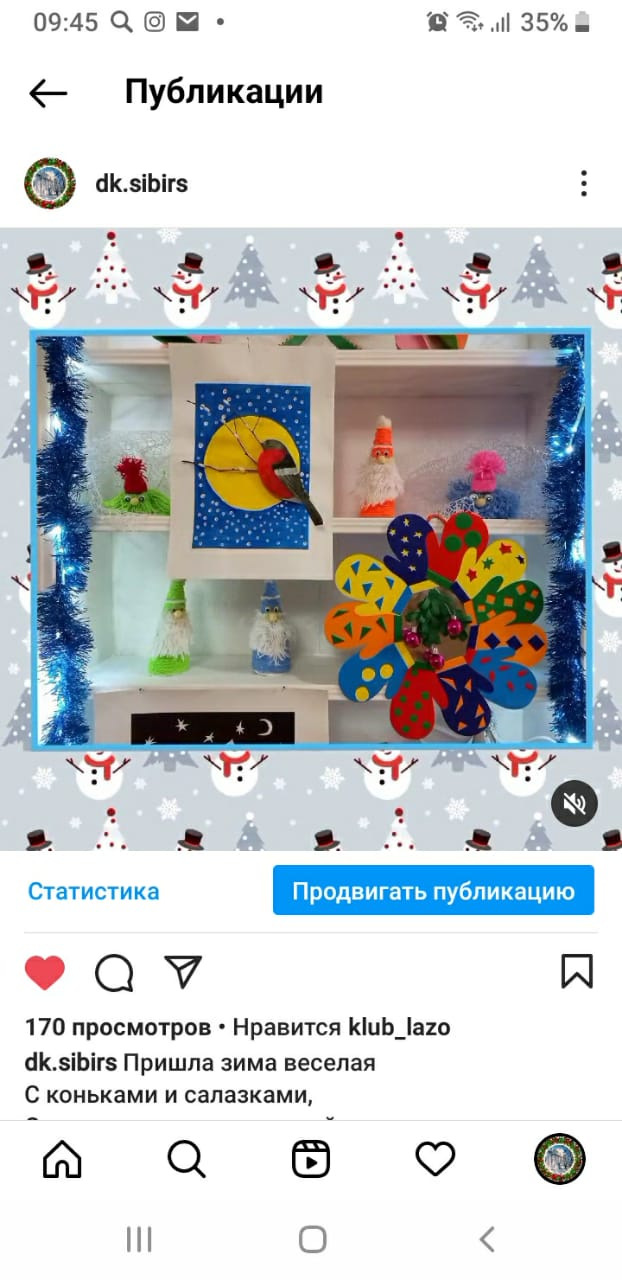 09:45
35%
Публикации
dk.sibirs
Статистика
Продвигать публикацию
170 просмотров • Нравится klub_lazo
dk.sibirs Пришла зима веселая
С коньками и салазками,